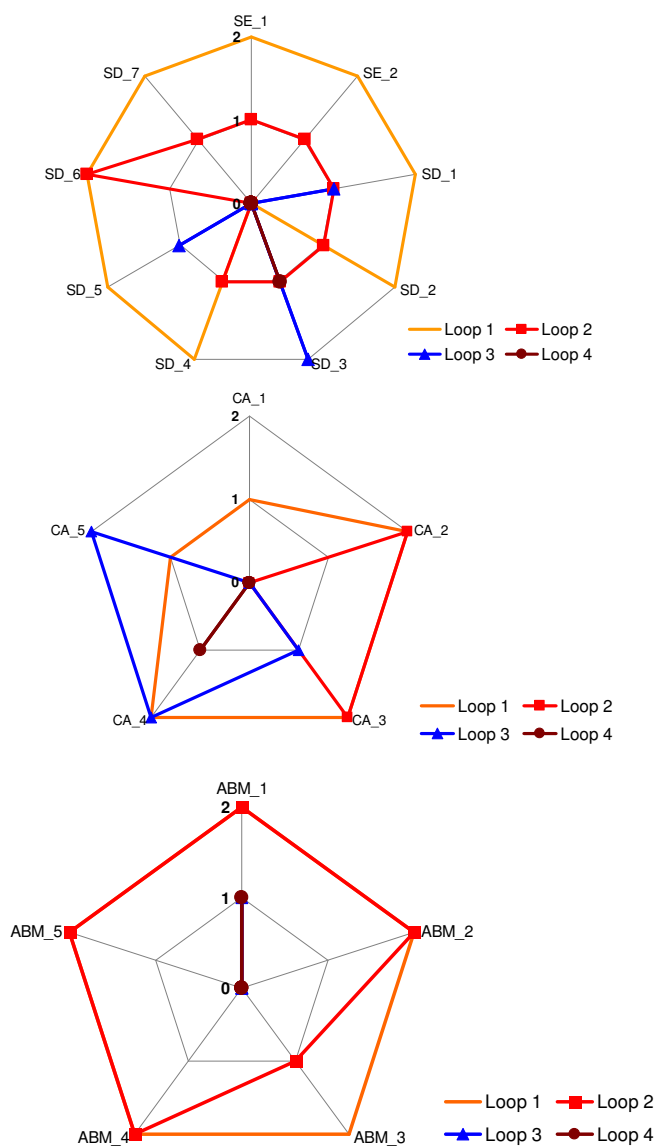 SE_1
2
SD_7
SE_2
1
SD_6
SD_1
0
SD_5
SD_2
SD_4
SD_3
Loop 1
Loop 2
Loop 3
Loop 4
CA_1
2
1
CA_5
CA_2
0
CA_4
CA_3
Loop 1
Loop 2
Loop 3
Loop 4
ABM_1
2
1
ABM_5
ABM_2
0
ABM_4
ABM_3
Loop 1
Loop 2
Loop 3
Loop 4